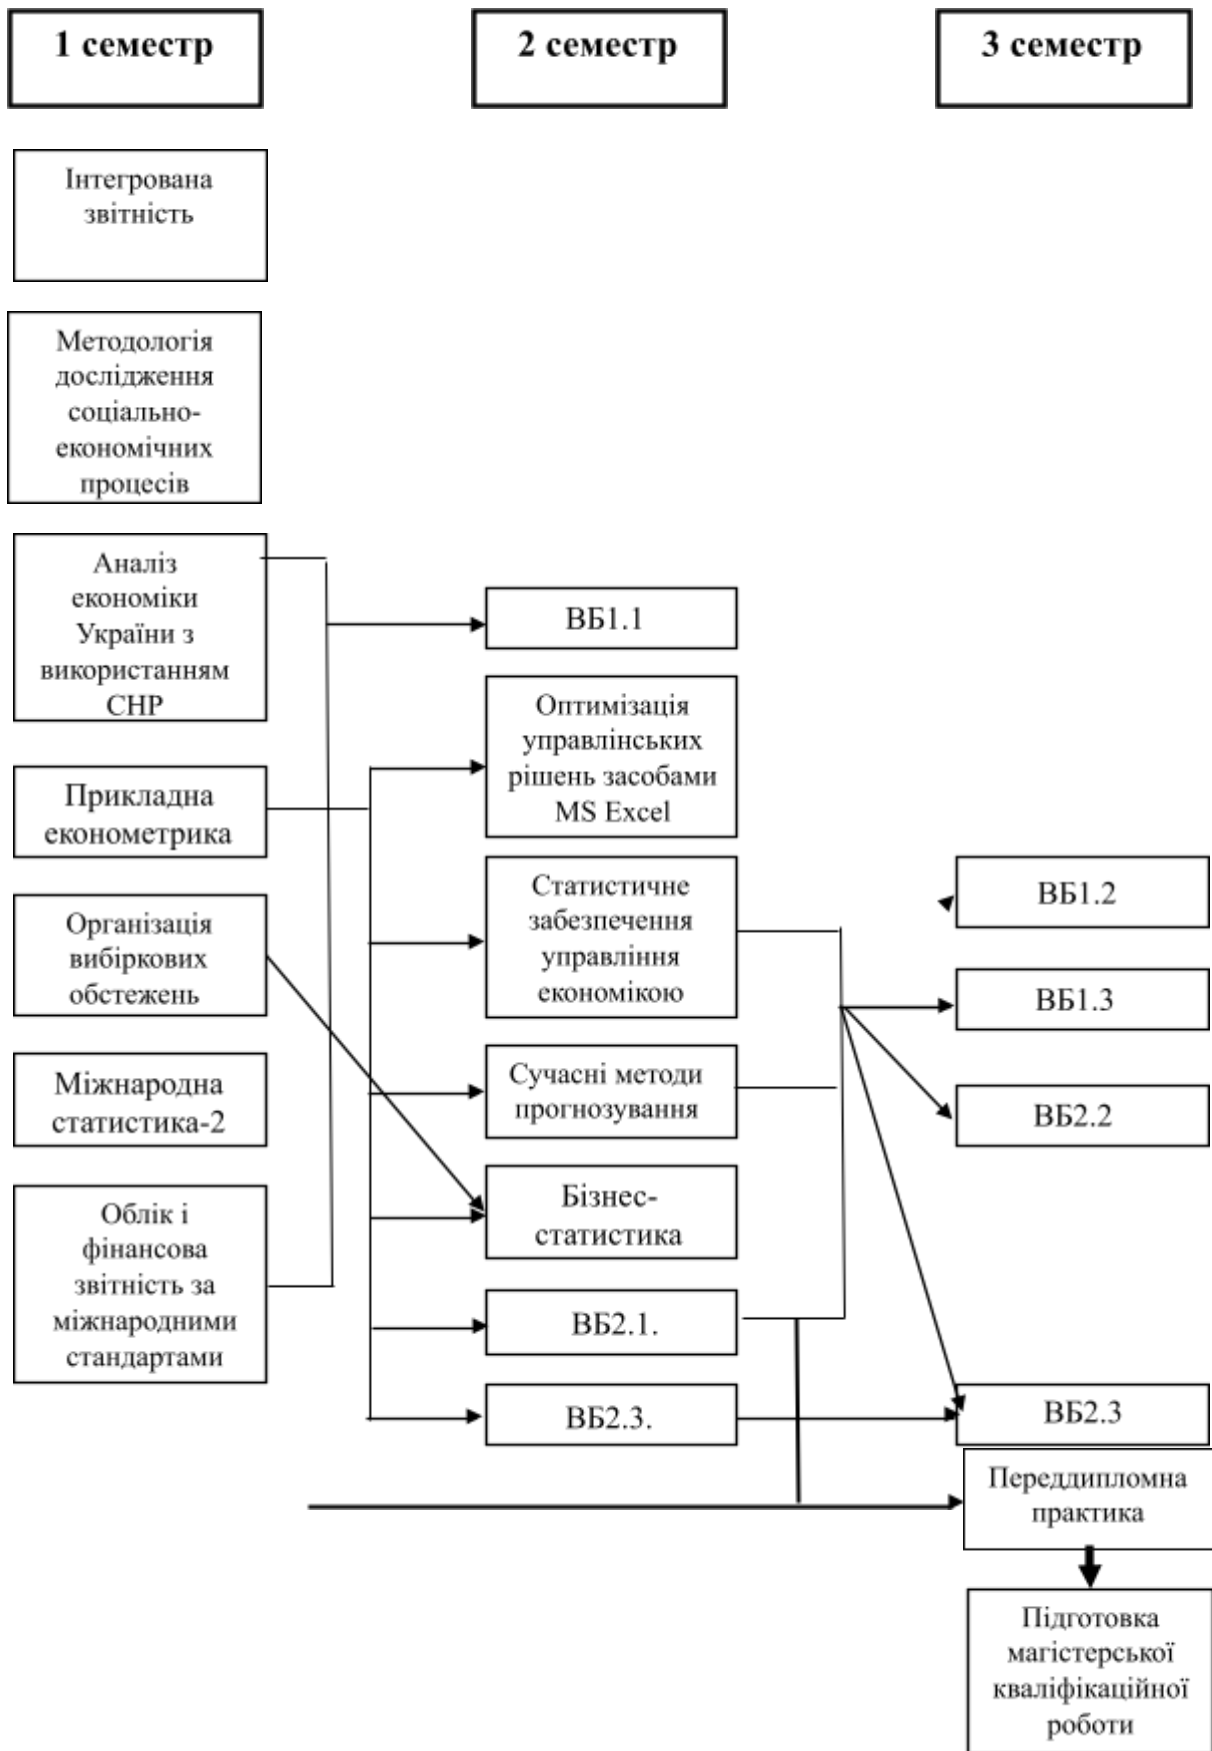 1 семестр
2 семестр
3 семестр
Інтегрована
звітність
Методологія
дослідження
соціально-
економічних
процесів
Аналіз
економіки
України з
використанням
СНР
Прикладна
економетрика
Організація
вибіркових
обстежень
Міжнародна
статистика-2
Облік і
фінансова
звітність за
міжнародними
стандартами
ВБ1.1
Оптимізація
управлінських
рішень засобами
MS Excel
Статистичне
забезпечення
управління
економікою
Сучасні методи
прогнозування
Бізнес-
статистика
ВБ2.1.
ВБ2.3.
ВБ1.2
ВБ1.3
ВБ2.2
ВБ2.3
Переддипломна
практика
Підготовка
магістерської
кваліфікаційної
роботи